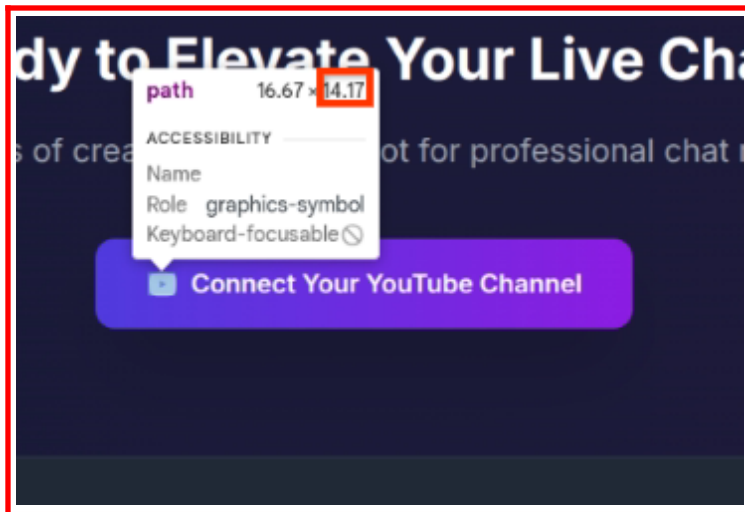 dy to Elevate Your Live Cha
path 16.67 × 14.17
ACCESSIBILITY
s of crea ot for professional chat
Name
Role graphics-symbol
Keyboard-focusable
Connect Your YouTube Channel